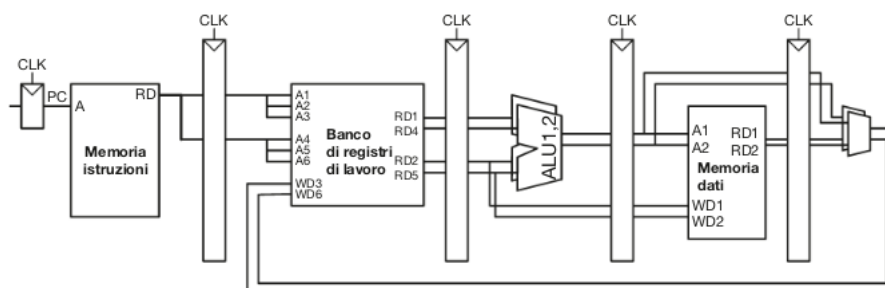 CLK
CLK
CLK
CLK
CLK
PC
A
RD
Memoria
istruzioni
A1
A2
A3
A4
A5
A6
WD3
WD6
Banco
di registri
di lavoro
RD1
RD4
RD2
RD5
ALU1,2
A1
A2
RD1
RD2
Memoria
dati
WD1
WD2